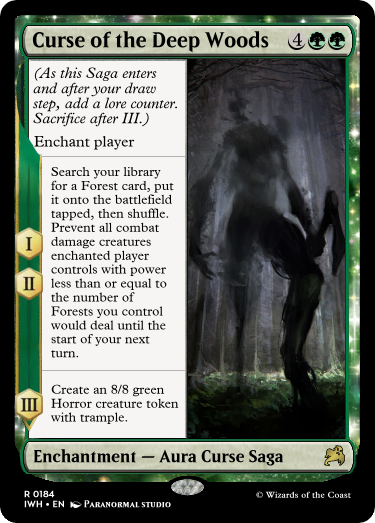 Curse of the Deep Woods 4
(As this Saga enters
and after your draw
step, add a lore counter.
Sacrifice after III.)
Enchant player
I
II
Search your library
for a Forest card, put
it onto the battlefield
tapped, then shuffle.
Prevent all combat
damage creatures
enchanted player
controls with power
less than or equal to
the number of
Forests you control
would deal until the
start of your next
turn.
III
Create an 8/8 green
Horror creature token
with trample.
Enchantment — Aura Curse Saga
R 0184
IWH • EN Paranormal studio
© Wizards of the Coast